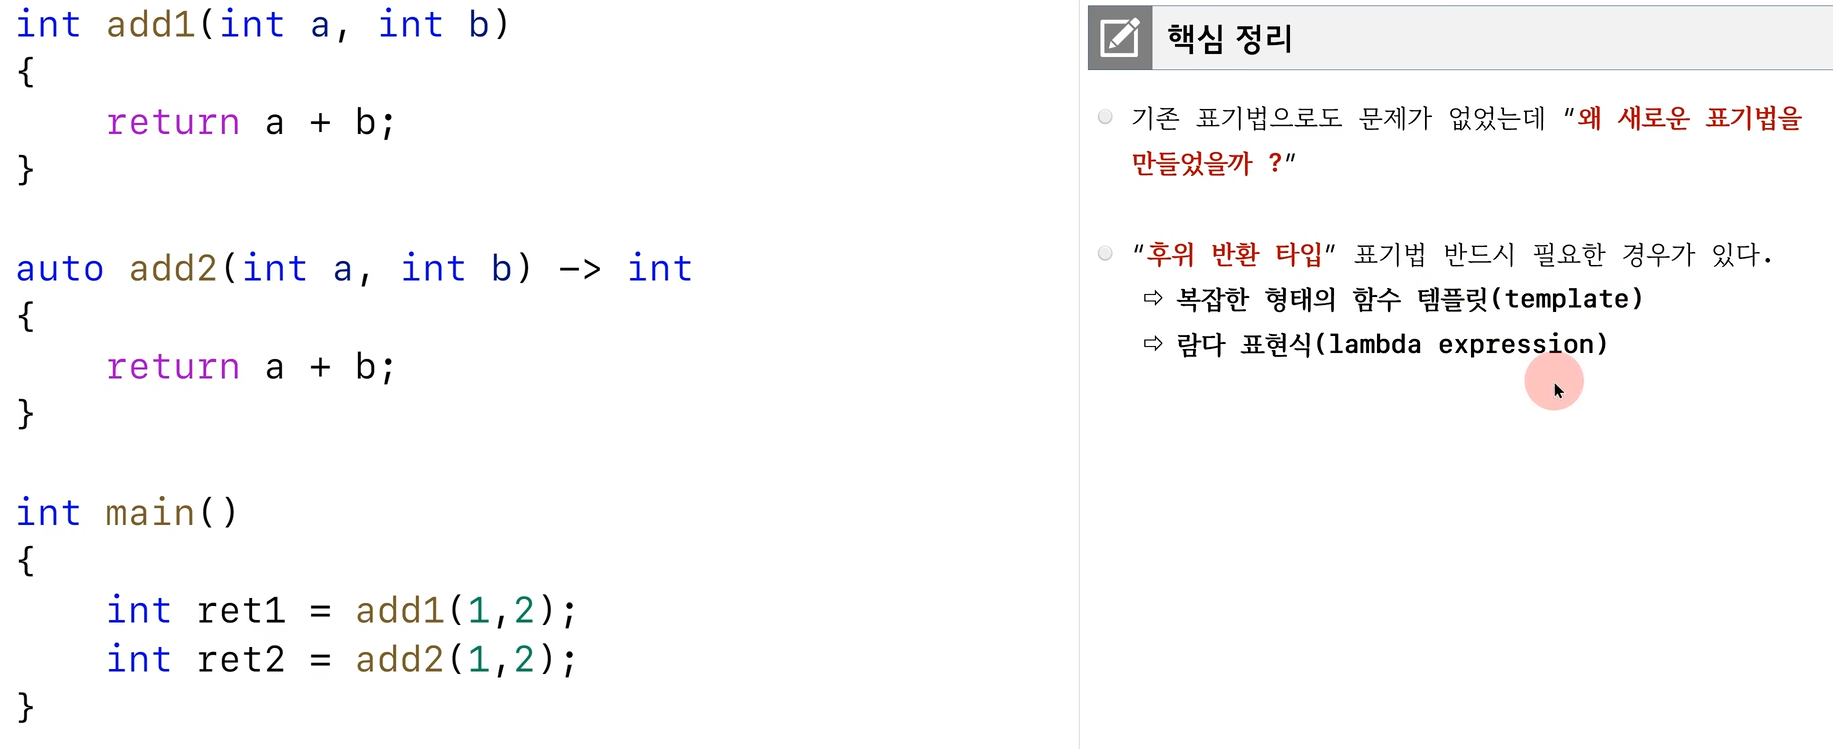 int add1(int a, int b)
{
    return a + b;
}
auto add2(int a, int b) -> int
{
    return a + b;
}
int main()
{
    int ret1 = add1(1,2);
    int ret2 = add2(1,2);
}
핵심 정리
기존 표기법으로도 문제가 없었는데 "왜 새로운 표기법을
만들었을까 ?"
"후위 반환 타입" 표기법 반드시 필요한 경우가 있다.
⇨ 복잡한 형태의 함수 템플릿(template)
⇨ 람다 표현식(lambda expression)